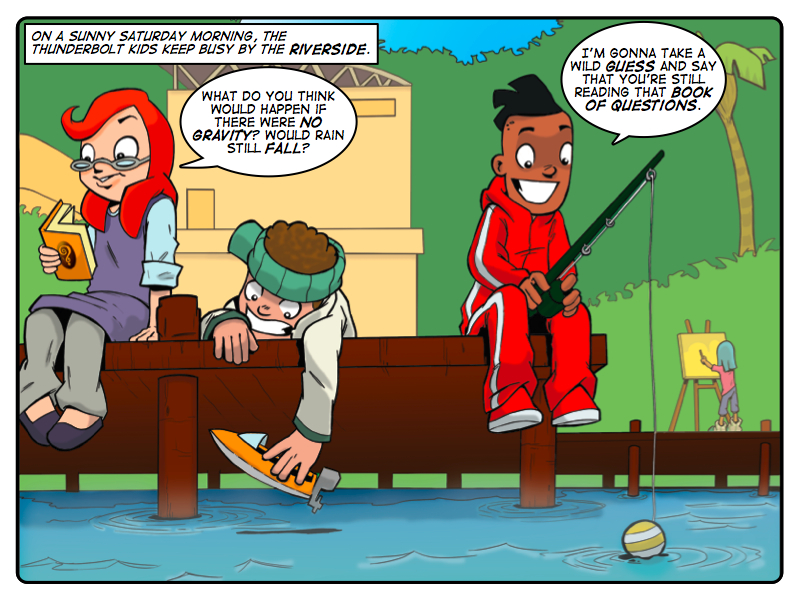 ON A SUNNY SATURDAY MORNING, THE
THUNDERBOLT KIDS KEEP BUSY BY THE RIVERSIDE.
WHAT DO YOU THINK
WOULD HAPPEN IF
THERE WERE NO
GRAVITY? WOULD RAIN
STILL FALL?
I'M GONNA TAKE A
WILD GUESS AND SAY
THAT YOU'RE STILL
READING THAT BOOK
OF QUESTIONS.
?